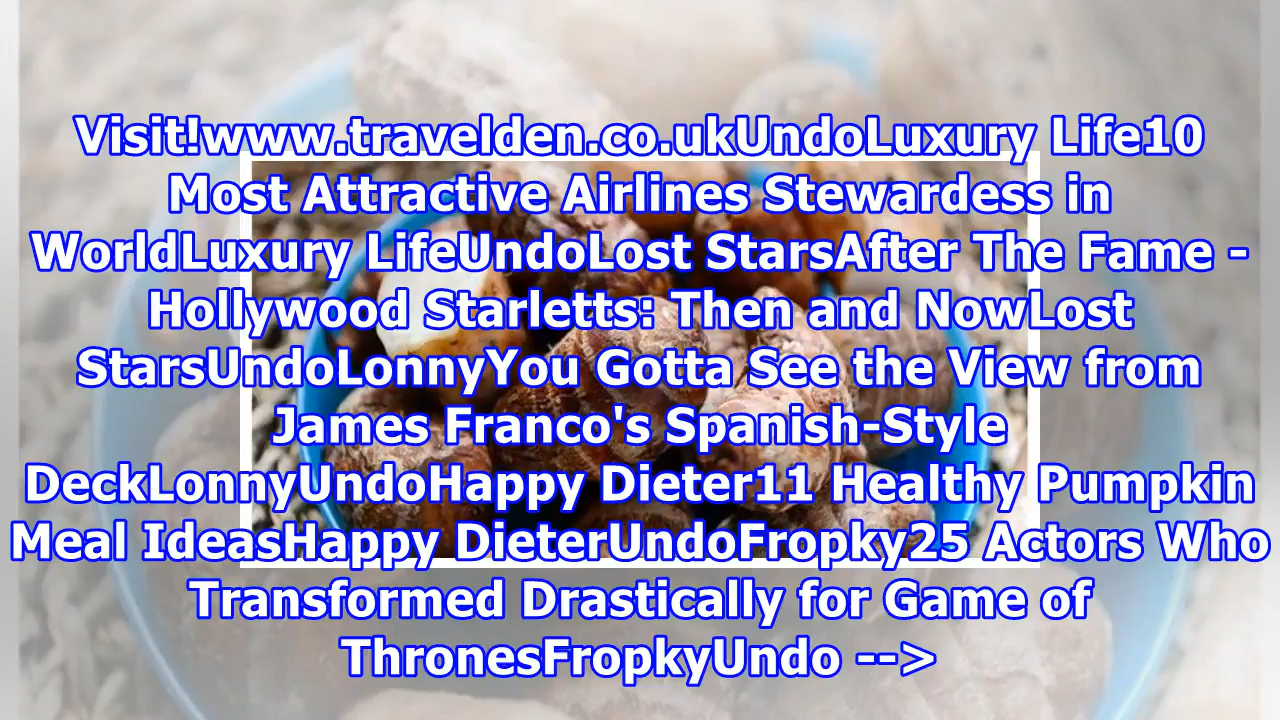 Visit!www.travelden.co.ukUndoLuxury Life10
Most Attractive Airlines Stewardess in
WorldLuxury LifeUndoLost StarsAfter The Fame -
Hollywood Starletts: Then and NowLost
StarsUndoLonnyYou Gotta See the View from
James Franco's Spanish-Style
DeckLonnyUndoHappy Dieter11 Healthy Pumpkin
Meal IdeasHappy DieterUndoFropky25 Actors Who
Transformed Drastically for Game of
ThronesFropkyUndo -->